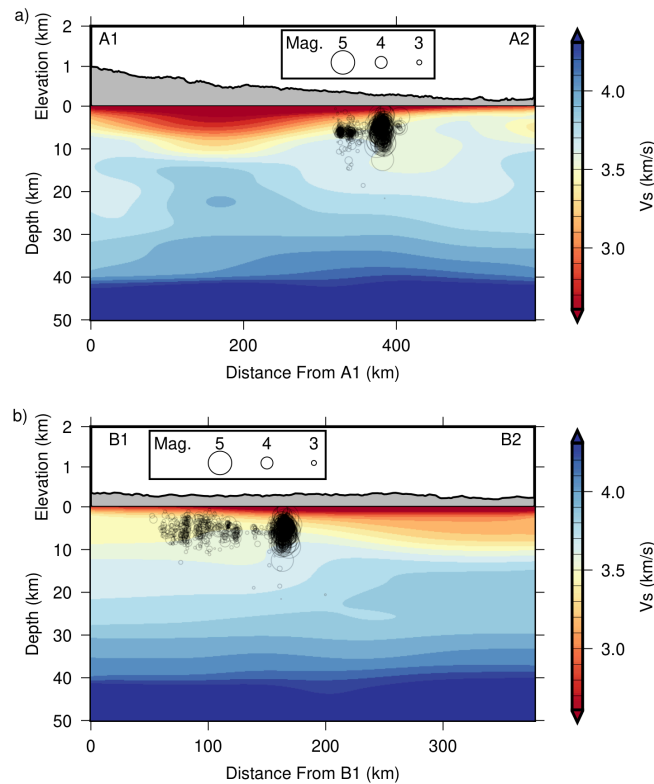 a)
A1
Mag. 5 4 3
A2
Elevation (km)
2
1
0
Depth (km)
10
20
30
40
50
0 200 400
Distance From A1 (km)
4.0
3.5
3.0
Vs (km/s)
b)
B1
Mag. 5 4 3
B2
Elevation (km)
2
1
0
Depth (km)
10
20
30
40
50
0 100 200 300
Distance From B1 (km)
4.0
3.5
3.0
Vs (km/s)